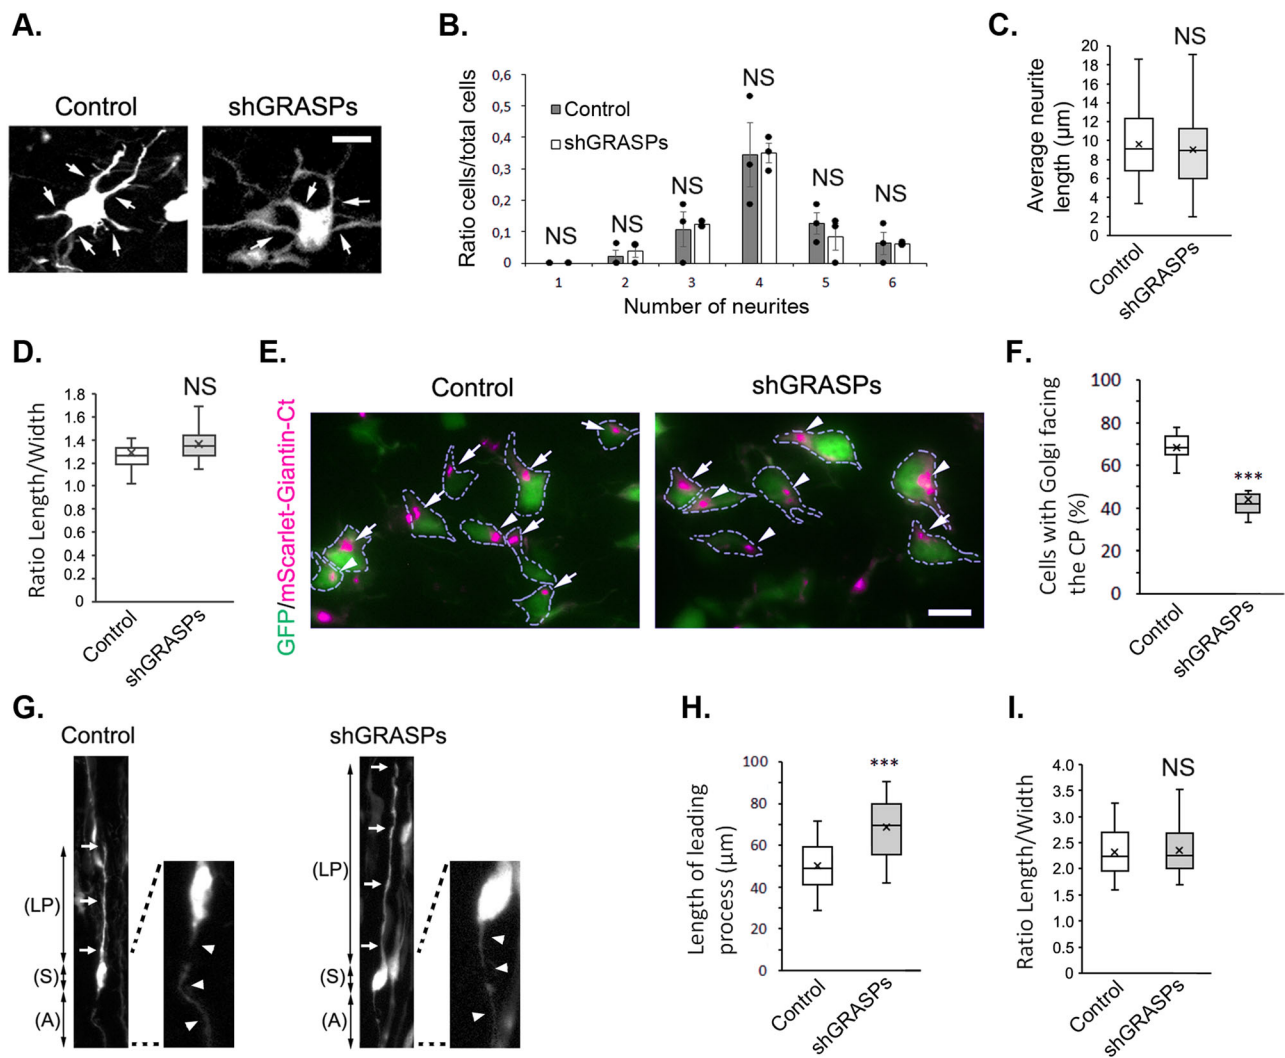 A.
Control
shGRASPs
B.
Ratio cells/total cells
0,6
0,5
0,4
0,3
0,2
0,1
0
Control
shGRASPs
NS
NS
NS
NS
NS
NS
1 2 3 4 5 6
Number of neurites
C.
Average neurite
length (µm)
20
18
16
14
12
10
8
6
4
2
0
NS
Control
shGRASPs
D.
Ratio Length/Width
1.8
1.6
1.4
1.2
1.0
0.8
0.6
0.4
0.2
0
NS
Control
shGRASPs
E.
GFP/mScarlet-Giantin-Ct
Control
shGRASPs
F.
Cells with Golgi facing
the CP (%)
100
80
60
40
20
0
***
Control
shGRASPs
G.
Control
(LP)
(S)
(A)
shGRASPs
(LP)
(S)
(A)
H.
Length of leading
process (µm)
100
80
60
40
20
0
***
Control
shGRASPs
I.
Ratio Length/Width
4.0
3.5
3.0
2.5
2.0
1.5
1.0
0.5
0
NS
Control
shGRASPs